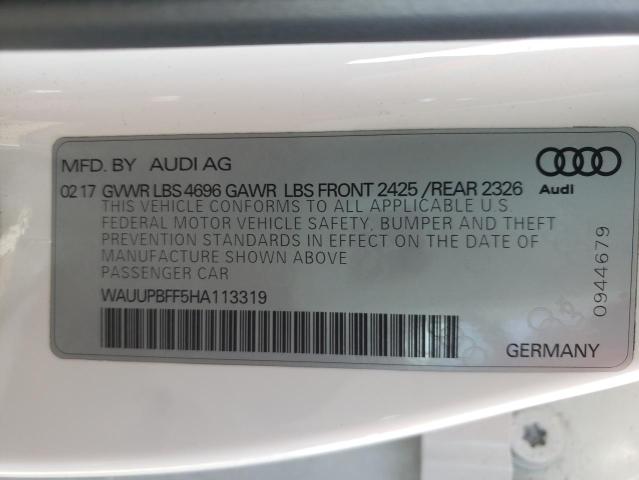 MFD. BY AUDI AG
02 17 GVWR LBS 4696 GAWR LBS FRONT 2425 /REAR 2326
Audi
THIS VEHICLE CONFORMS TO ALL APPLICABLE U.S.
FEDERAL MOTOR VEHICLE SAFETY, BUMPER AND THEFT
PREVENTION STANDARDS IN EFFECT ON THE DATE OF
MANUFACTURE SHOWN ABOVE
PASSENGER CAR
WAUUPBFF5HA113319
0944679
GERMANY